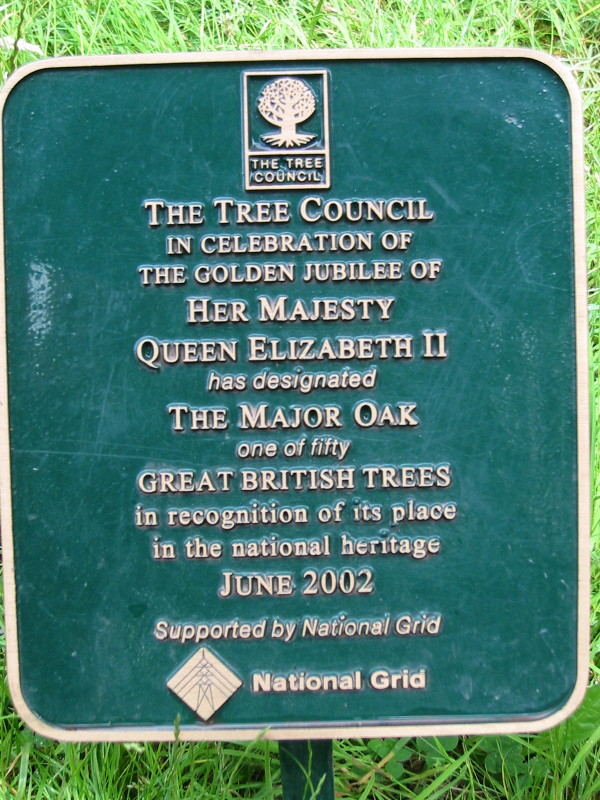 THE TREE
COUNCIL
THE TREE COUNCIL
IN CELEBRATION OF
THE GOLDEN JUBILEE OF
HER MAJESTY
QUEEN ELIZABETH II
has designated
THE MAJOR OAK
one of fifty
GREAT BRITISH TREES
in recognition of its place
in the national heritage
JUNE 2002
Supported by National Grid
National Grid